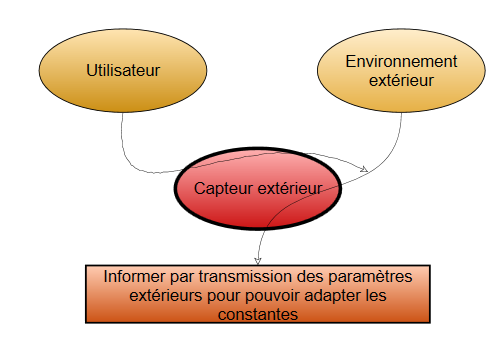 Utilisateur
Environnement
extérieur
Capteur extérieur
Informer par transmission des paramètres
extérieurs pour pouvoir adapter les
constantes